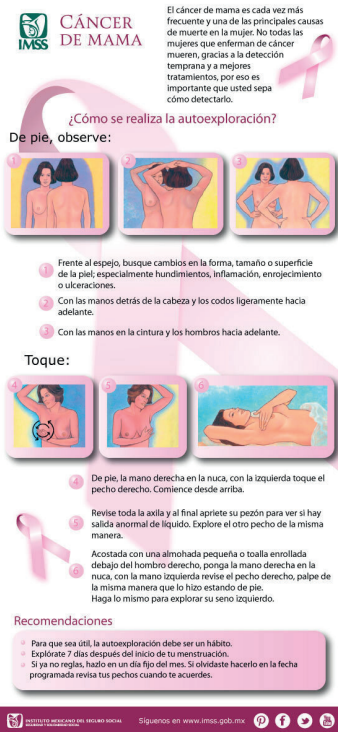 IMSS
CÁNCER
DE MAMA
El cáncer de mama es cada vez más
frecuente y una de las principales causas
de muerte en la mujer. No todas las
mujeres que enferman de cáncer
mueren, gracias a la detección
temprana y a mejores
tratamientos, por eso es
importante que usted sepa
cómo detectarlo.
¿Cómo se realiza la autoexploración?
De pie, observe:
1
2
3
1 Frente al espejo, busque cambios en la forma, tamaño o superficie
de la piel; especialmente hundimientos, inflamación, enrojecimiento
o ulceraciones.
2 Con las manos detrás de la cabeza y los codos ligeramente hacia
adelante.
3 Con las manos en la cintura y los hombros hacia adelante.
Toque:
4
5
6
4 De pie, la mano derecha en la nuca, con la izquierda toque el
pecho derecho. Comience desde arriba.
5 Revise toda la axila y al final apriete su pezón para ver si hay
salida anormal de líquido. Explore el otro pecho de la misma
manera.
6 Acostada con una almohada pequeña o toalla enrollada
debajo del hombro derecho, ponga la mano derecha en la
nuca, con la mano izquierda revise el pecho derecho, palpe de
la misma manera que lo hizo estando de pie.
Haga lo mismo para explorar su seno izquierdo.
Recomendaciones
Para que sea útil, la autoexploración debe ser un hábito.
Explórate 7 días después del inicio de tu menstruación.
Si ya no reglas, hazlo en un día fijo del mes. Si olvidaste hacerlo en la fecha
programada revisa tus pechos cuando te acuerdes.
INSTITUTO MEXICANO DEL SEGURO SOCIAL
SEGURIDAD Y SOLIDARIDAD SOCIAL
Síguenos en www.imss.gob.mx